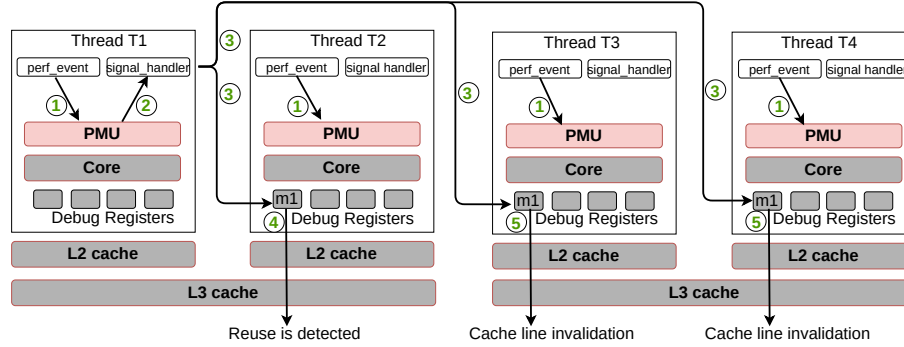 Thread T1
perf_event
signal_handler
1
2
PMU
Core
Debug Registers
L2 cache
3
3
Thread T2
perf_event
signal handler
1
PMU
Core
m1
Debug Registers
4
L2 cache
L3 cache
Reuse is detected
3
Thread T3
perf_event
signal_handler
1
PMU
Core
m1
Debug Registers
5
L2 cache
Cache line invalidation
3
Thread T4
perf_event
signal handler
1
PMU
Core
m1
Debug Registers
5
L2 cache
L3 cache
Cache line invalidation